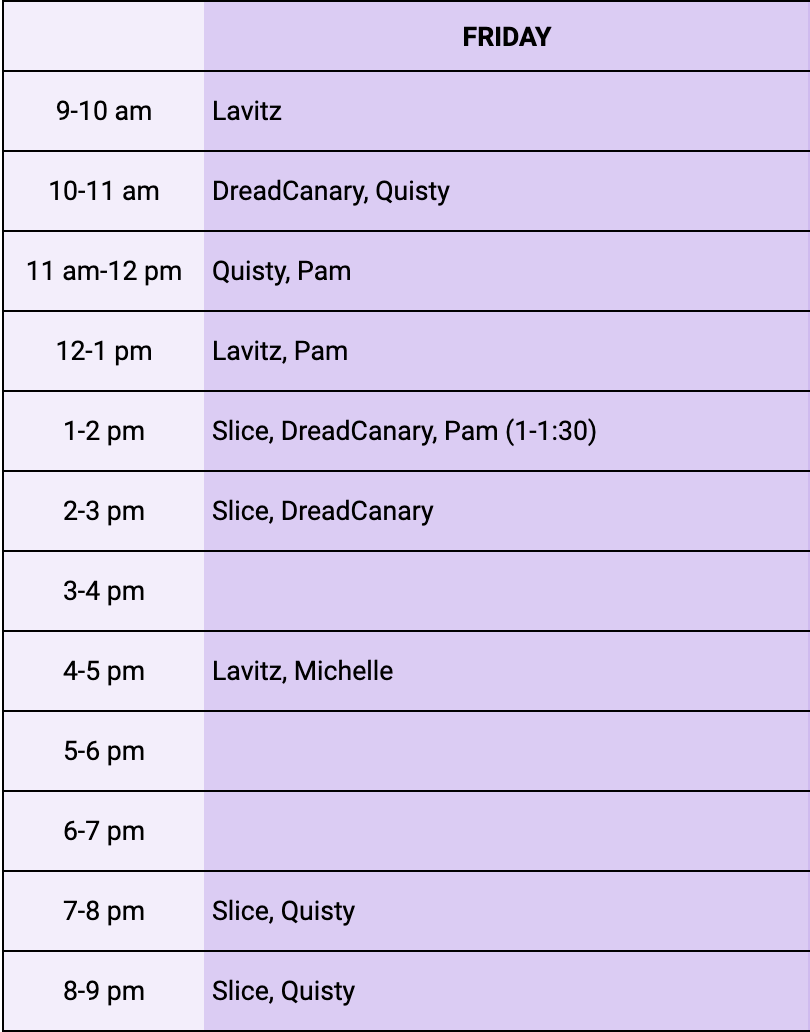 FRIDAY
9-10 am Lavitz
10-11 am DreadCanary, Quisty
11 am-12 pm Quisty, Pam
12-1 pm Lavitz, Pam
1-2 pm Slice, DreadCanary, Pam (1-1:30)
2-3 pm Slice, DreadCanary
3-4 pm
4-5 pm Lavitz, Michelle
5-6 pm
6-7 pm
7-8 pm Slice, Quisty
8-9 pm Slice, Quisty